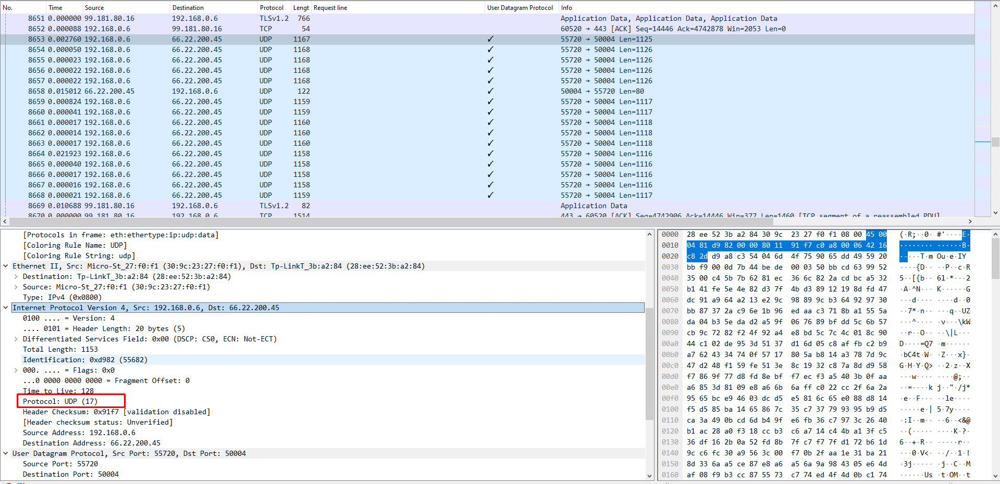 No. Time Source Destination Protocol Lengt Request line User Datagram Protocol Info
8651 0.000000 99.181.80.16 192.168.0.6 TLSv1.2 766 Application Data, Application Data, Application Data
8652 0.000088 192.168.0.6 99.181.80.16 TCP 54 60520 → 443 [ACK] Seq=14446 Ack=4742878 Win=2053 Len=0
8653 0.002760 192.168.0.6 66.22.200.45 UDP 1167 ✓ 55720 → 50004 Len=1125
8654 0.000050 192.168.0.6 66.22.200.45 UDP 1168 ✓ 55720 → 50004 Len=1126
8655 0.000023 192.168.0.6 66.22.200.45 UDP 1168 ✓ 55720 → 50004 Len=1126
8656 0.000022 192.168.0.6 66.22.200.45 UDP 1168 ✓ 55720 → 50004 Len=1126
8657 0.000022 192.168.0.6 66.22.200.45 UDP 1168 ✓ 55720 → 50004 Len=1126
8658 0.015012 66.22.200.45 192.168.0.6 UDP 122 ✓ 50004 → 55720 Len=80
8659 0.000824 192.168.0.6 66.22.200.45 UDP 1159 ✓ 55720 → 50004 Len=1117
8660 0.000041 192.168.0.6 66.22.200.45 UDP 1159 ✓ 55720 → 50004 Len=1117
8661 0.000017 192.168.0.6 66.22.200.45 UDP 1160 ✓ 55720 → 50004 Len=1118
8662 0.000014 192.168.0.6 66.22.200.45 UDP 1160 ✓ 55720 → 50004 Len=1118
8663 0.000017 192.168.0.6 66.22.200.45 UDP 1160 ✓ 55720 → 50004 Len=1118
8664 0.021923 192.168.0.6 66.22.200.45 UDP 1158 ✓ 55720 → 50004 Len=1116
8665 0.000040 192.168.0.6 66.22.200.45 UDP 1158 ✓ 55720 → 50004 Len=1116
8666 0.000017 192.168.0.6 66.22.200.45 UDP 1158 ✓ 55720 → 50004 Len=1116
8667 0.000016 192.168.0.6 66.22.200.45 UDP 1158 ✓ 55720 → 50004 Len=1116
8668 0.000021 192.168.0.6 66.22.200.45 UDP 1159 ✓ 55720 → 50004 Len=1117
8669 0.010688 99.181.80.16 192.168.0.6 TLSv1.2 82 Application Data
8670 0.000000 99.181.80.16 192.168.0.6 TCP 1514 443 → 60520 [ACK] Seq=4742906 Ack=14446 Win=377 Len=1460 [TCP segment of a reassembled PDU]
[Protocols in frame: eth:ethertype:ip:udp:data]
[Coloring Rule Name: UDP]
[Coloring Rule String: udp]
Ethernet II, Src: Micro-St_27:f0:f1 (30:9c:23:27:f0:f1), Dst: Tp-LinkT_3b:a2:84 (28:ee:52:3b:a2:84)
Destination: Tp-LinkT_3b:a2:84 (28:ee:52:3b:a2:84)
Source: Micro-St_27:f0:f1 (30:9c:23:27:f0:f1)
Type: IPv4 (0x0800)
Internet Protocol Version 4, Src: 192.168.0.6, Dst: 66.22.200.45
0100 .... = Version: 4
.... 0101 = Header Length: 20 bytes (5)
Differentiated Services Field: 0x00 (DSCP: CS0, ECN: Not-ECT)
Total Length: 1153
Identification: 0xd982 (55682)
000. .... = Flags: 0x0
...0 0000 0000 0000 = Fragment Offset: 0
Time to Live: 128
Protocol: UDP (17)
Header Checksum: 0x91f7 [validation disabled]
[Header checksum status: Unverified]
Source Address: 192.168.0.6
Destination Address: 66.22.200.45
User Datagram Protocol, Src Port: 55720, Dst Port: 50004
Source Port: 55720
Destination Port: 50004
0000 28 ee 52 3b a2 84 30 9c 23 27 f0 f1 08 00 45 00 (·R;··0· #'····E·
0010 04 81 d9 82 00 00 80 11 91 f7 c0 a8 00 06 42 16 ········ ······B·
0020 c8 2d d9 a8 c3 54 04 6d 4f 75 90 65 dd 49 59 20 ·-···T·m Ou·e·IY
0030 bb f9 00 0d 7b 44 be de 00 03 50 bb cd 63 99 52 ····{D·· ··P··c·R
0040 35 00 c4 5b 7b 62 81 ec 36 6c 82 2a cd bc a5 32 5··[{b·· 6l·*···2
0050 b1 41 fe 5e 4e 82 d3 7f 4b d3 89 12 19 8d fd 47 ·A·^N··· K······G
0060 dc 91 a9 64 a2 13 e2 9c 98 89 9c b3 64 92 97 30 ···d···· ····d··0
0070 bb 87 37 2a c9 6e 1b 96 ed aa c3 71 8b a1 55 5a ··7*·n·· ···q··UZ
0080 da 04 b3 5e da d2 a5 9f 06 76 89 bf dd 5c 6b 57 ···^···· ·v···\kW
0090 cb 9c 72 82 f2 4f 92 a4 e8 bd 5c 7c 4c 01 8c 90 ··r··O·· ··\|L···
00a0 44 c1 02 de 95 3d 51 37 d1 6d 05 c8 af fb c2 b9 D····=Q7 ·m······
00b0 a7 62 43 34 74 0f 57 17 80 5a b8 14 a3 78 7d 9c ·bC4t·W· ·Z···x}·
00c0 47 d2 48 f1 59 fe 51 3e 8c 19 32 c8 7a 8d d9 58 G·H·Y·Q> ··2·z··X
00d0 f7 86 9f 77 d8 fd 8e bf f7 ec f3 a5 40 3b 0f aa ···w···· ····@;··
00e0 a6 85 3d 81 09 e8 a6 6b 6a ff c0 22 cc 2f 6a 2a ··=····k j··"·/j*
00f0 95 65 bc e9 46 03 dc d5 e5 81 6c 65 e0 88 d8 14 ·e··F··· ··le····
0100 f5 d5 85 ba 14 65 86 7c 35 c7 37 79 93 95 b9 d5 ·····e·| 5·7y····
0110 ca 3a 49 0b cd 6d b4 9f e6 fb 36 c7 97 3c 26 40 ·:I··m·· ··6··<&@
0120 b1 ac 28 a0 f3 18 cc b3 c6 a7 14 c4 4b a1 3f c5 ··(····· ····K·?·
0130 36 df 16 2b 0a 52 fd 8b 7f c7 f7 7f d1 72 b6 1d 6··+·R·· ·····r··
0140 9c c6 fc 30 a9 56 3c 00 f7 0b 2f aa 1e 31 ba 21 ···0·V<· ··/··1·!
0150 8d 33 6a a5 ce 87 e8 a6 a5 6a 9a 98 43 05 e6 4d ·3j····· ·j··C··M
0160 af 08 f9 b3 cc 87 55 73 c7 74 ed 4f 4d 0b c1 74 ······Us ·t·OM··t